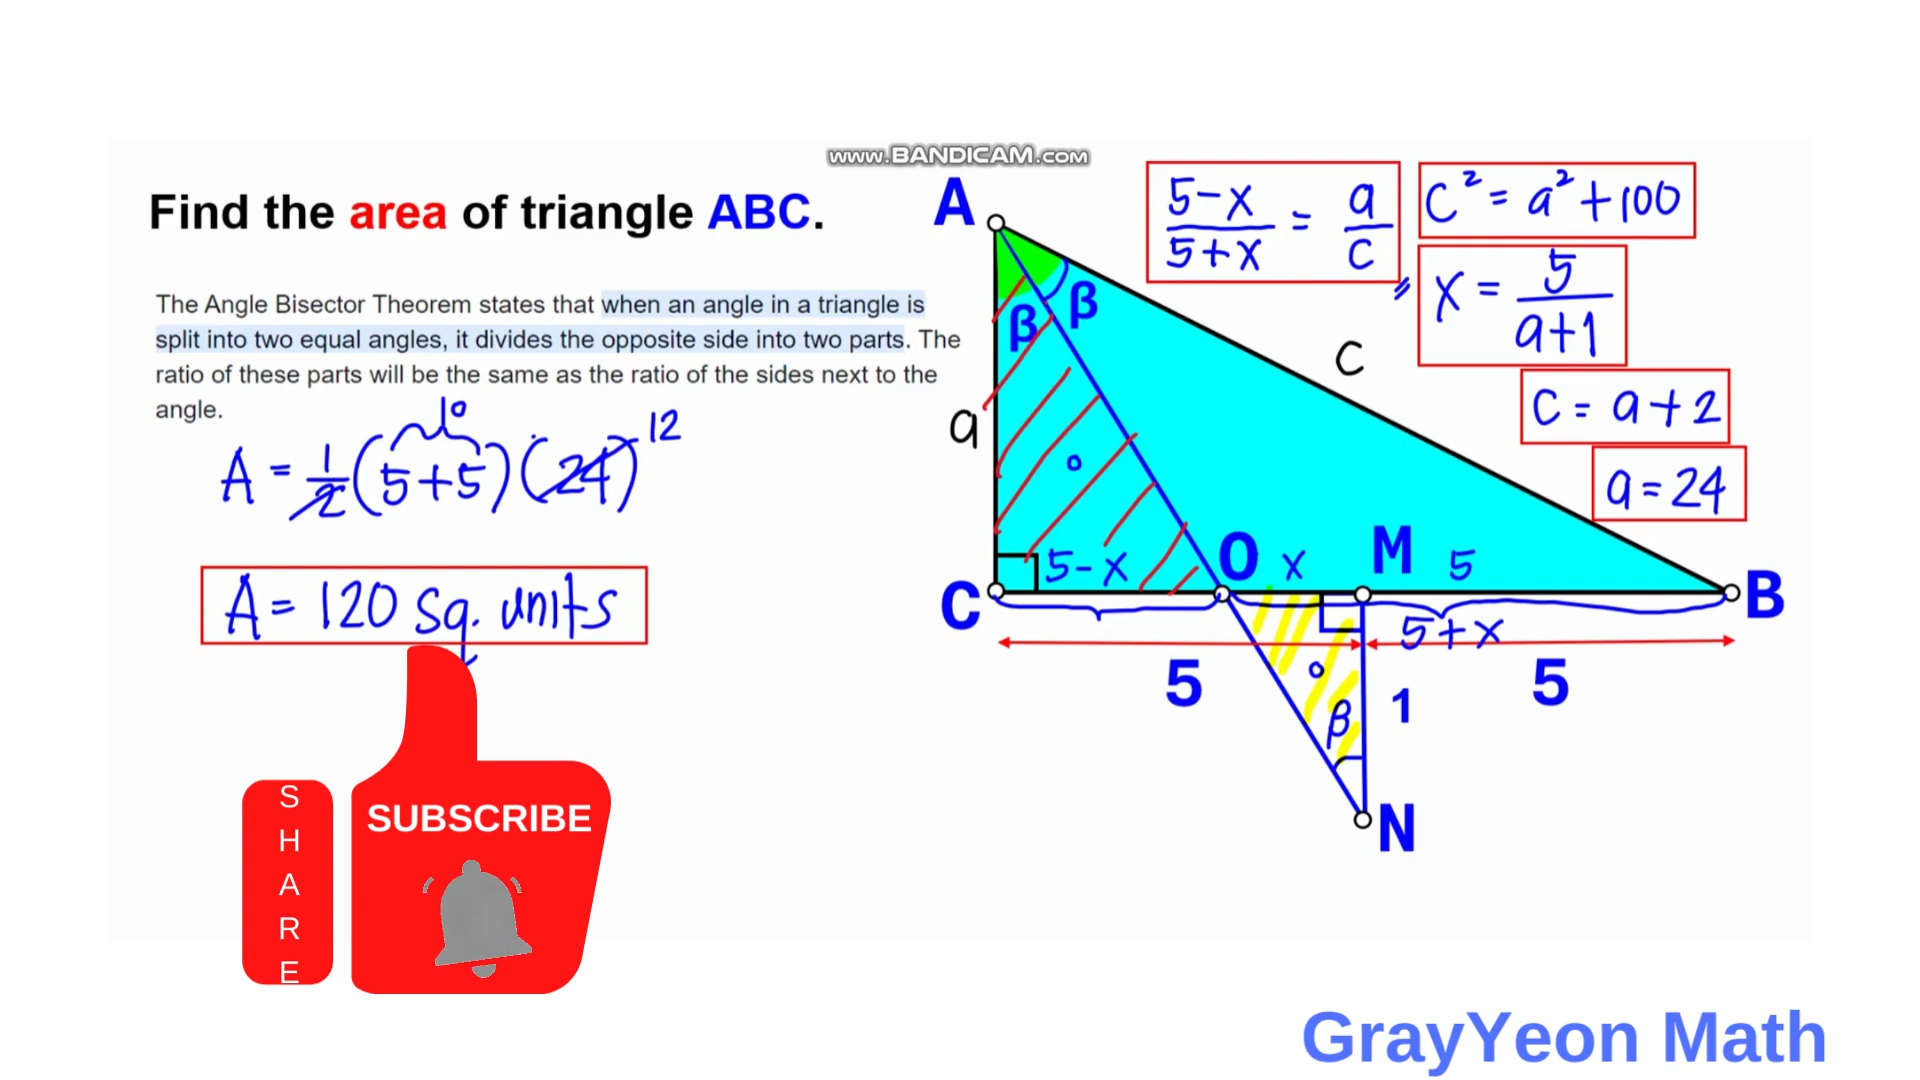 www.BANDICAM.com
Find the area of triangle ABC.
The Angle Bisector Theorem states that when an angle in a triangle is
split into two equal angles, it divides the opposite side into two parts. The
ratio of these parts will be the same as the ratio of the sides next to the
angle.
10
A = 1/2 (5+5)(24) 12
A = 120 sq. units
A
5-x / 5+x = a / c
c² = a² + 100
x = 5 / a+1
c = a + 2
a = 24
β β
c
a
5-x
O x M 5
C
B
5+x
5
5
β
1
N
SHARE
SUBSCRIBE
GrayYeon Math